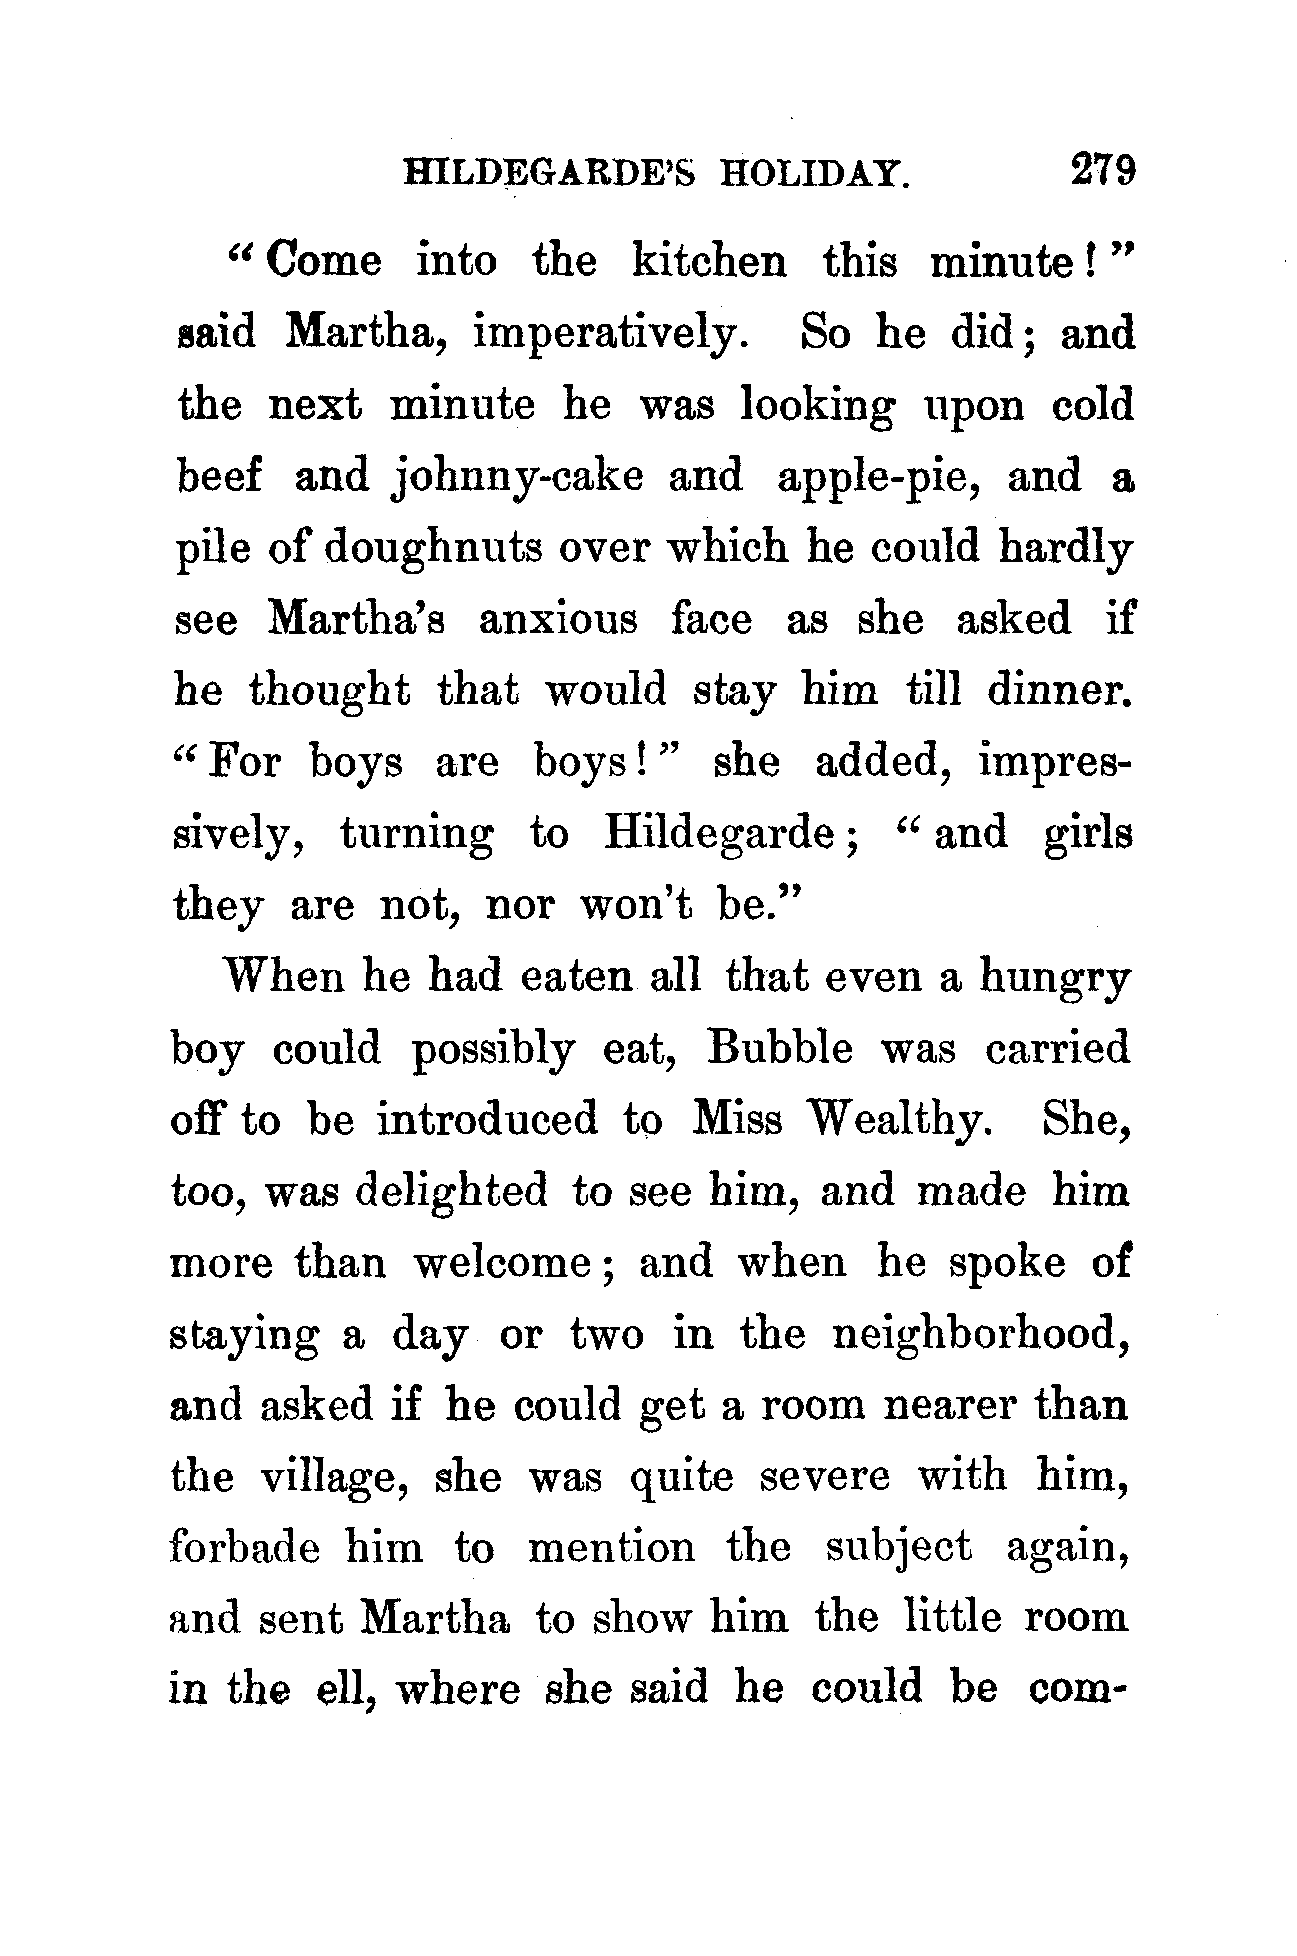 HILDEGARDE'S HOLIDAY. 279
"Come into the kitchen this minute!"
said Martha, imperatively. So he did; and
the next minute he was looking upon cold
beef and johnny-cake and apple-pie, and a
pile of doughnuts over which he could hardly
see Martha's anxious face as she asked if
he thought that would stay him till dinner.
"For boys are boys!" she added, impres-
sively, turning to Hildegarde; "and girls
they are not, nor won't be."
When he had eaten all that even a hungry
boy could possibly eat, Bubble was carried
off to be introduced to Miss Wealthy. She,
too, was delighted to see him, and made him
more than welcome; and when he spoke of
staying a day or two in the neighborhood,
and asked if he could get a room nearer than
the village, she was quite severe with him,
forbade him to mention the subject again,
and sent Martha to show him the little room
in the ell, where she said he could be com-